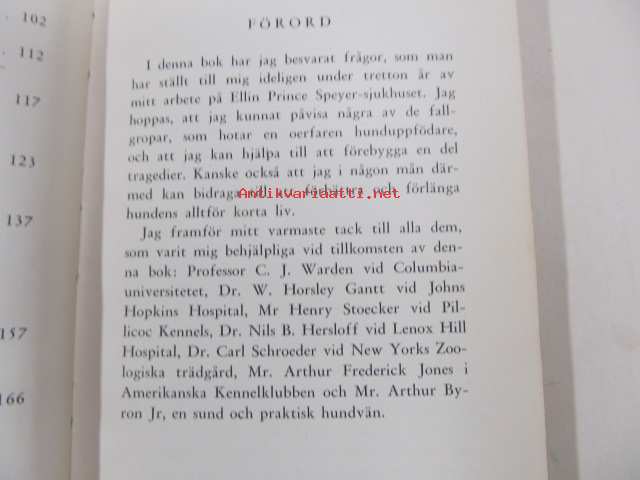 102
112
117
123
137
157
166
FÖRORD
I denna bok har jag besvarat frågor, som man
har ställt till mig ideligen under tretton år av
mitt arbete på Ellin Prince Speyer-sjukhuset. Jag
hoppas, att jag kunnat påvisa några av de fall-
gropar, som hotar en oerfaren hunduppfödare,
och att jag kan hjälpa till att förebygga en del
tragedier. Kanske också att jag i någon mån där-
med kan bidraga till att förbättra och förlänga
Antikvariaatti.net
hundens alltför korta liv.
Jag framför mitt varmaste tack till alla dem,
som varit mig behjälpliga vid tillkomsten av den-
na bok: Professor C. J. Warden vid Columbia-
universitetet, Dr. W. Horsley Gantt vid Johns
Hopkins Hospital, Mr Henry Stoecker vid Pil-
licoc Kennels, Dr. Nils B. Hersloff vid Lenox Hill
Hospital, Dr. Carl Schroeder vid New Yorks Zoo-
logiska trädgård, Mr. Arthur Frederick Jones i
Amerikanska Kennelklubben och Mr. Arthur By-
ron Jr, en sund och praktisk hundvän.